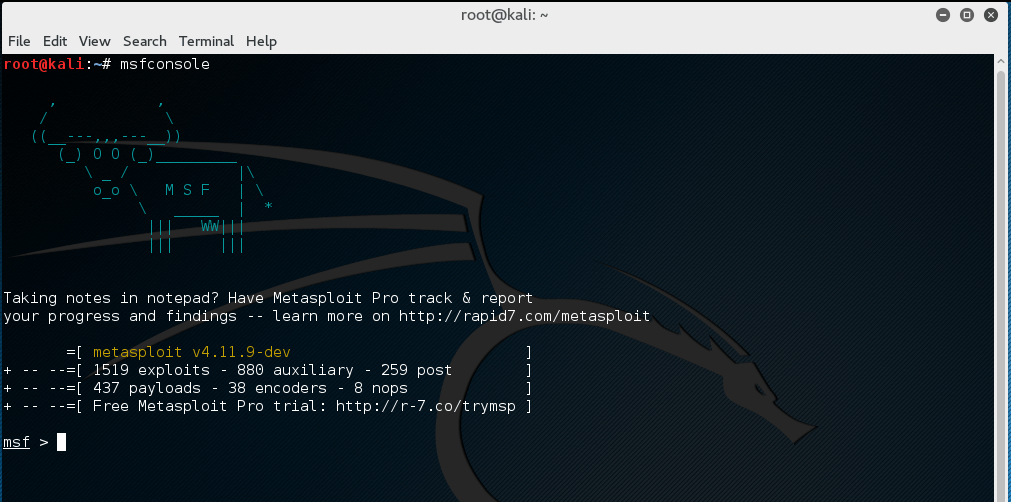 root@kali: ~
File Edit View Search Terminal Help
root@kali:~# msfconsole
     ,           ,
    /             \
   ((__---,,,---__))
      (_) O O (_)_________
         \ _ /            |\
          o_o \   M S F   | \
               \   _____  |  *
                |||   WW|||
                |||     |||
Taking notes in notepad? Have Metasploit Pro track & report
your progress and findings -- learn more on http://rapid7.com/metasploit
       =[ metasploit v4.11.9-dev                          ]
+ -- --=[ 1519 exploits - 880 auxiliary - 259 post        ]
+ -- --=[ 437 payloads - 38 encoders - 8 nops             ]
+ -- --=[ Free Metasploit Pro trial: http://r-7.co/trymsp ]
msf >